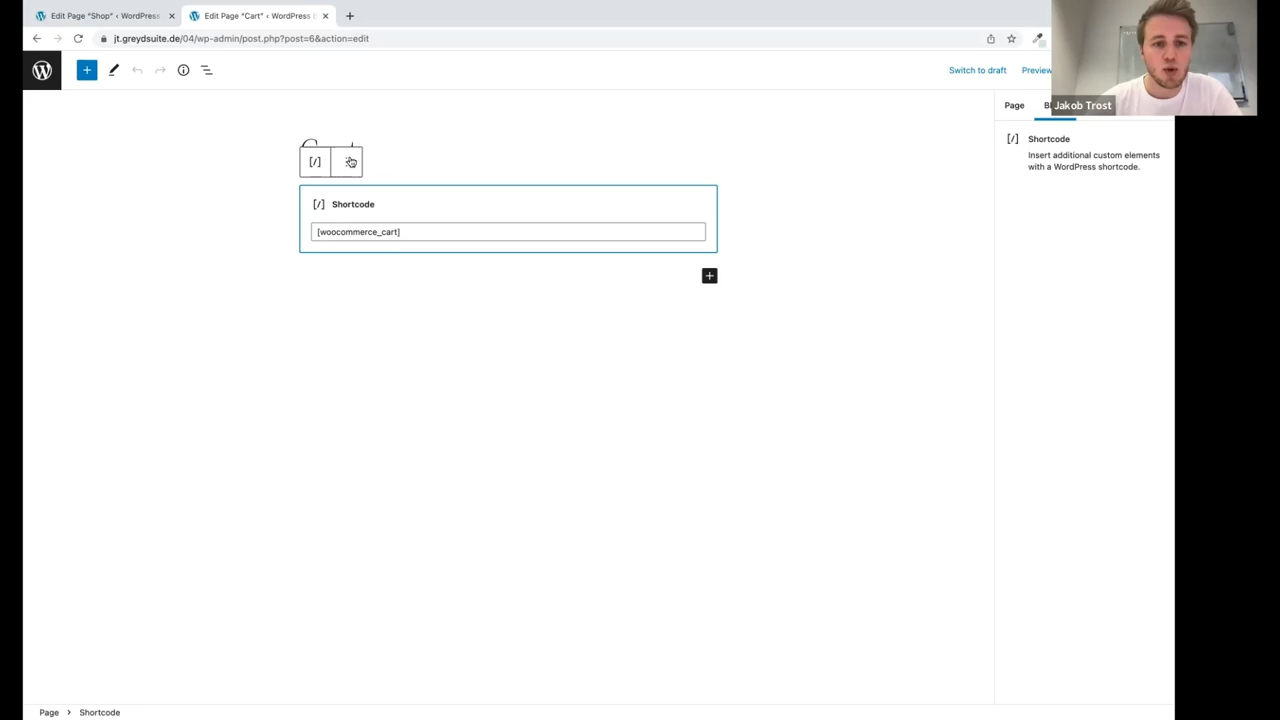 Edit Page "Shop" ‹ WordPress
Edit Page "Cart" ‹ WordPress
jt.greydsuite.de/04/wp-admin/post.php?post=6&action=edit
Switch to draft
Preview
Page
Jakob Trost
[/] Shortcode
Insert additional custom elements
with a WordPress shortcode.
[/]
[/] Shortcode
[woocommerce_cart]
Page › Shortcode